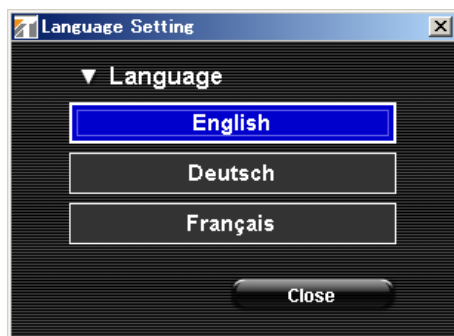 Language Setting
▼ Language
English
Deutsch
Français
Close